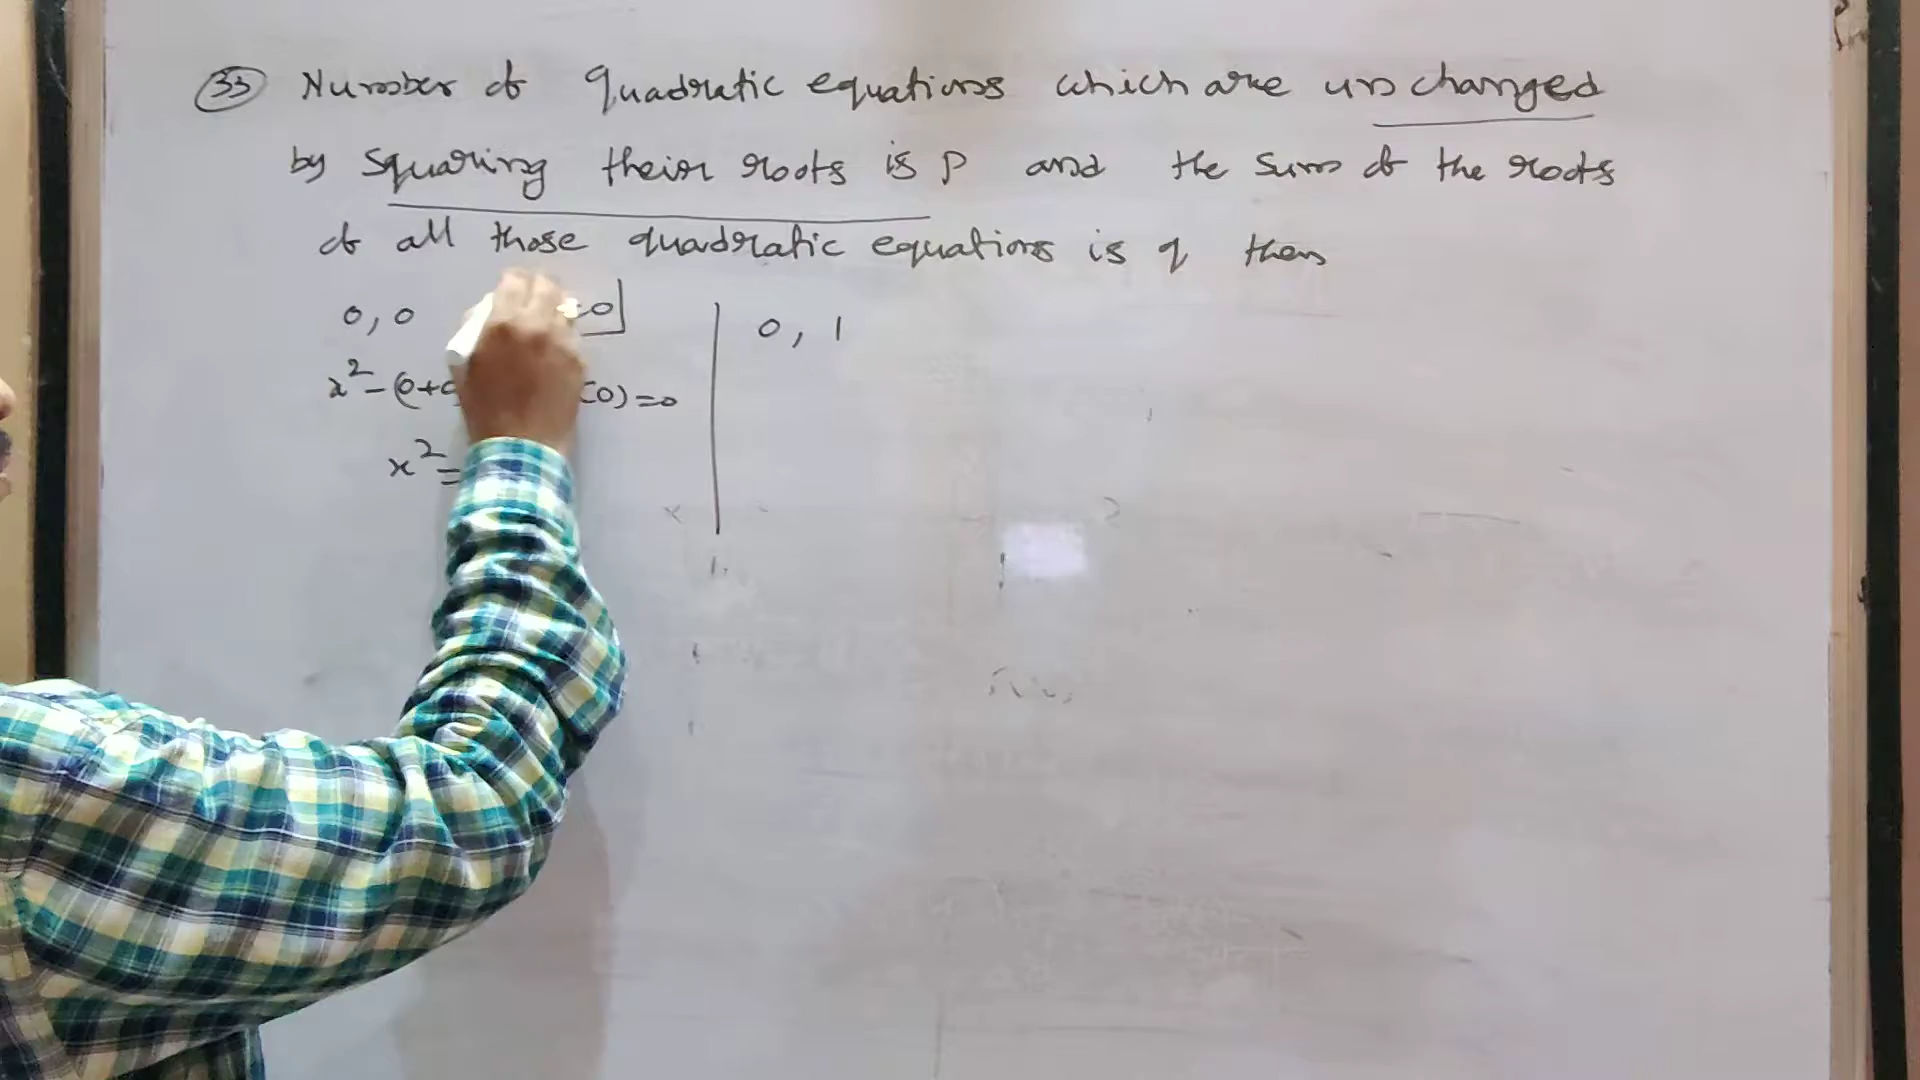 33 Number of quadratic equations which are unchanged
by squaring their roots is P and the sum of the roots
of all those quadratic equations is q then
0, 0 =0 0, 1
x² - (0+ (0) = 0
x² =